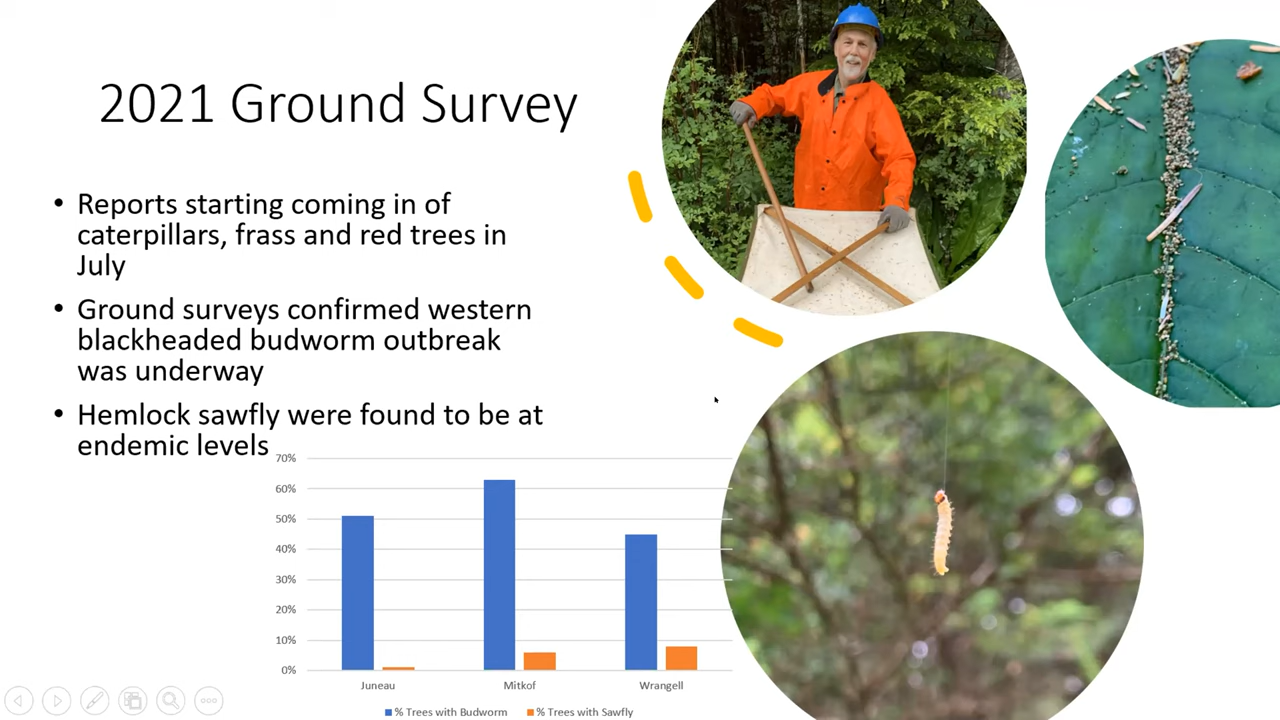 2021 Ground Survey
• Reports starting coming in of
caterpillars, frass and red trees in
July
• Ground surveys confirmed western
blackheaded budworm outbreak
was underway
• Hemlock sawfly were found to be at
endemic levels
70%
60%
50%
40%
30%
20%
10%
0%
Juneau Mitkof Wrangell
% Trees with Budworm % Trees with Sawfly